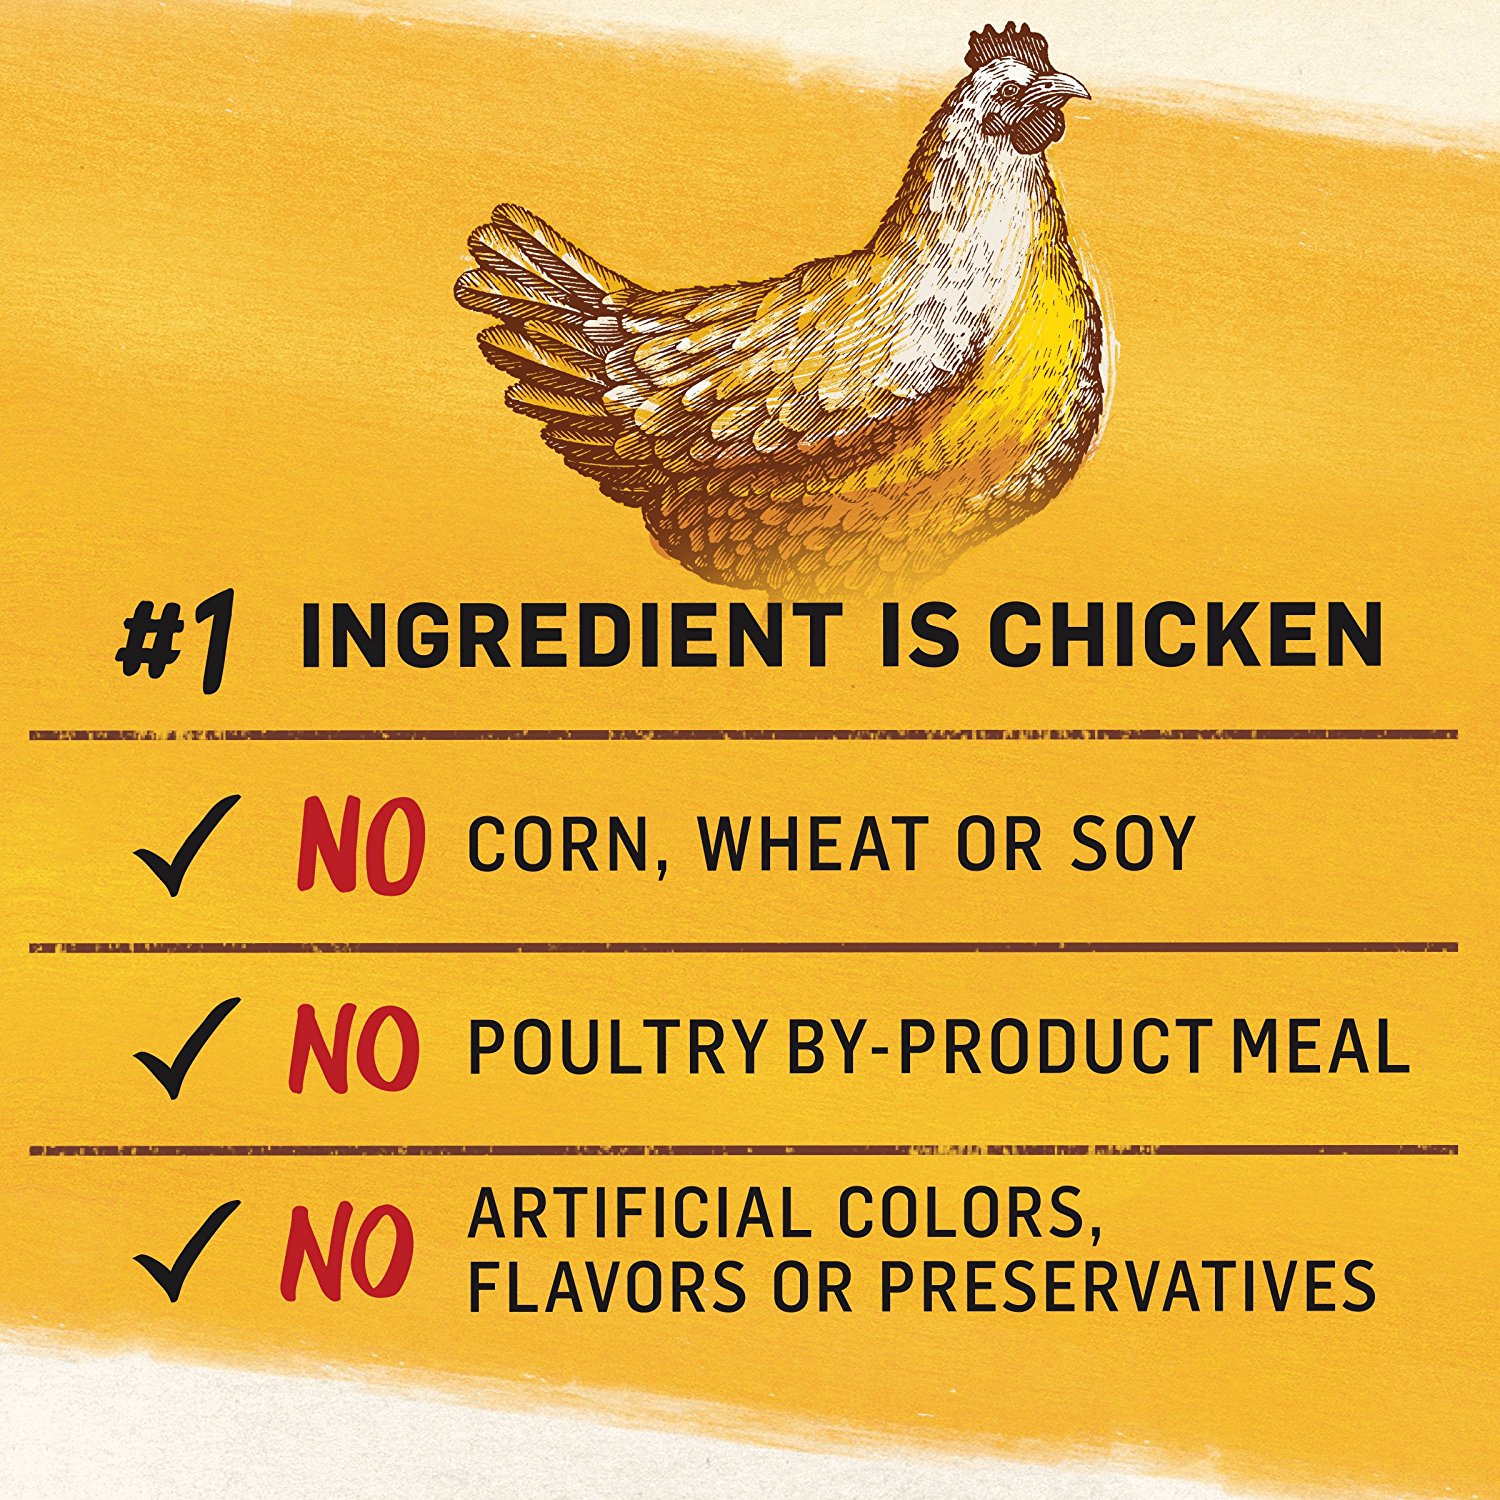 #1 INGREDIENT IS CHICKEN
NO CORN, WHEAT OR SOY
NO POULTRY BY-PRODUCT MEAL
NO ARTIFICIAL COLORS,
FLAVORS OR PRESERVATIVES